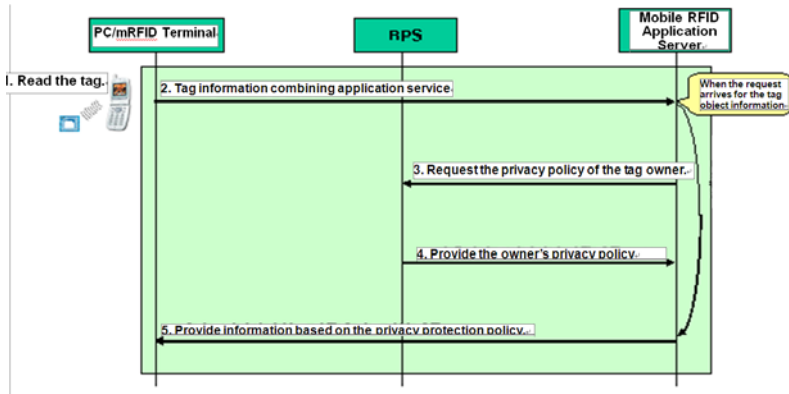 PC/mRFID Terminal
RPS
Mobile RFID
Application
Server
1. Read the tag.
2. Tag information combining application service
When the request
arrives for the tag
object information
3. Request the privacy policy of the tag owner.
4. Provide the owner's privacy policy
5. Provide information based on the privacy protection policy.